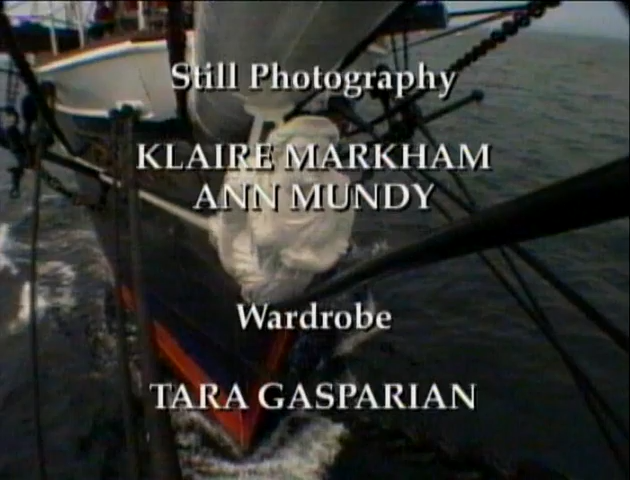 Still Photography
KLAIRE MARKHAM
ANN MUNDY
Wardrobe
TARA GASPARIAN